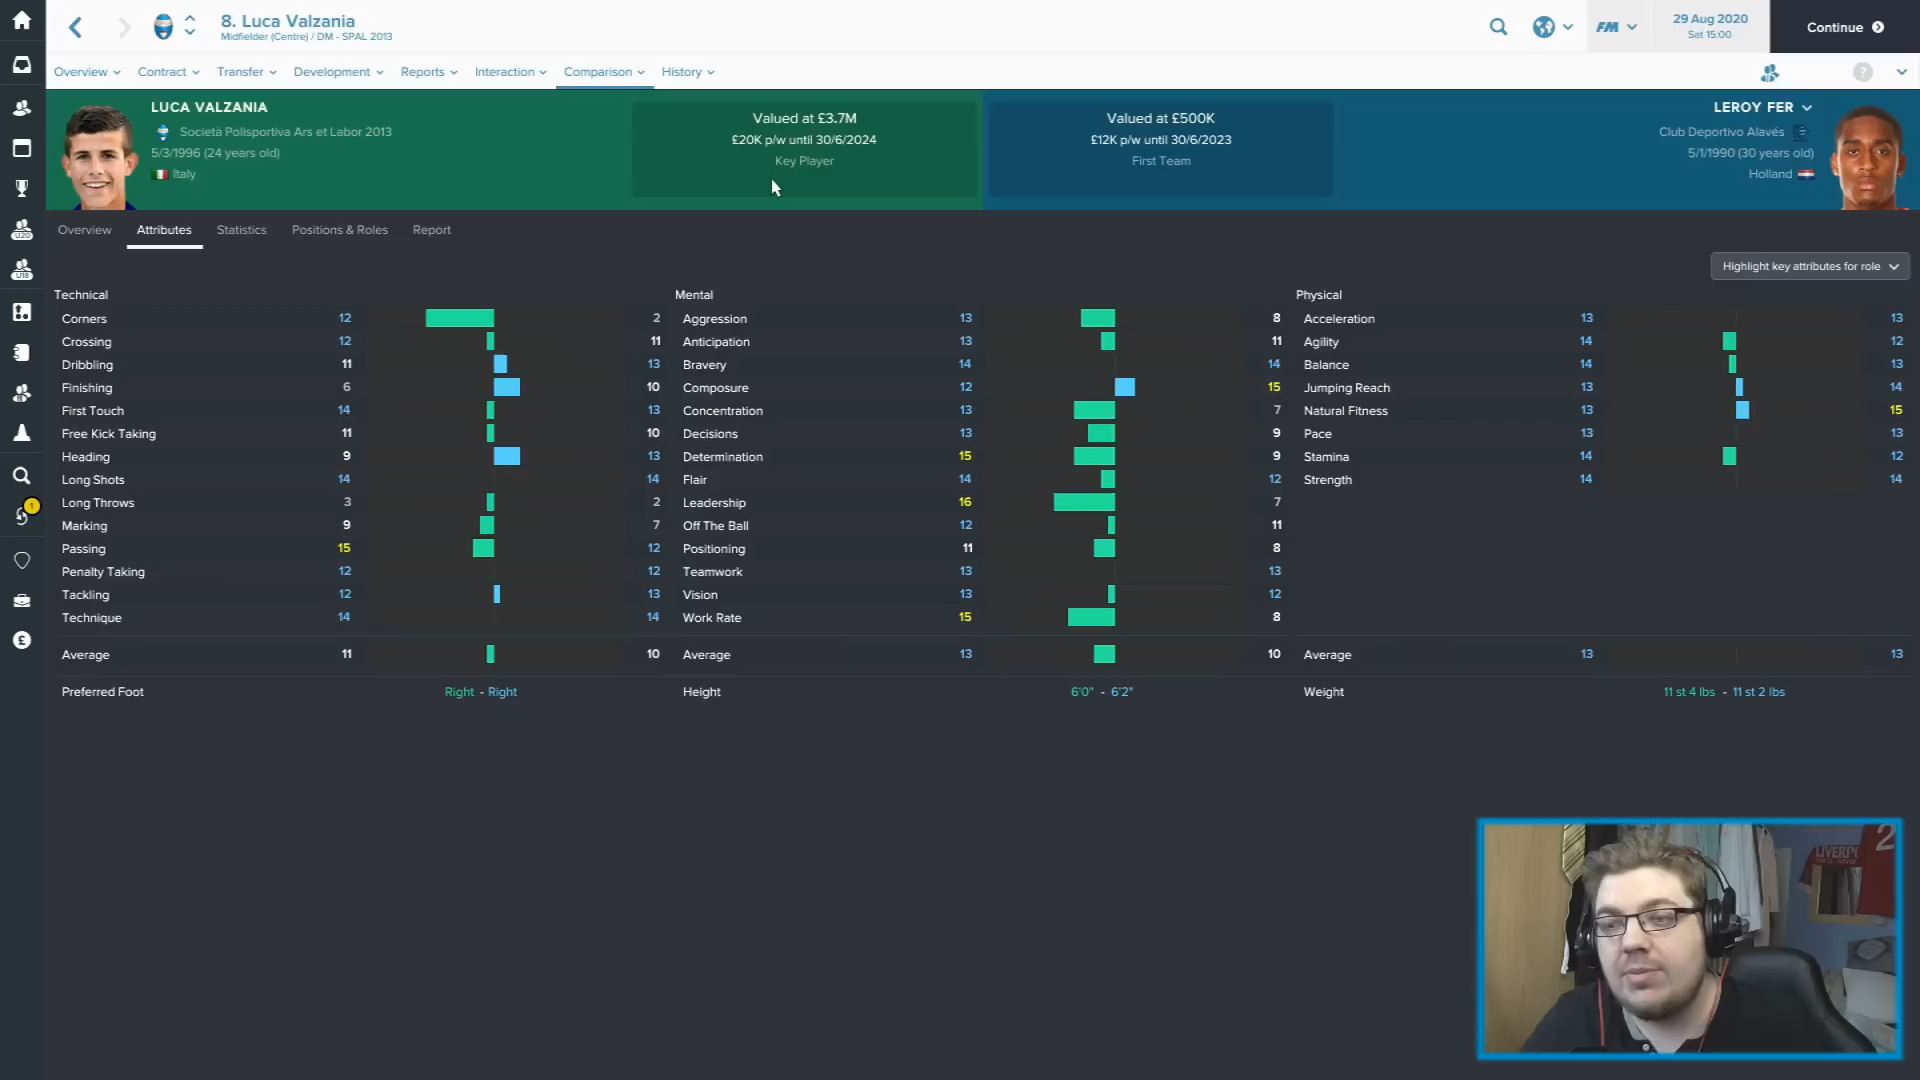 8. Luca Valzania
Midfielder (Centre) / DM - SPAL 2013
FM
29 Aug 2020
Sat 15:00
Continue
Overview Contract Transfer Development Reports Interaction Comparison History
?
LUCA VALZANIA
Società Polisportiva Ars et Labor 2013
5/3/1996 (24 years old)
Italy
Valued at £3.7M
£20K p/w until 30/6/2024
Key Player
Valued at £500K
£12K p/w until 30/6/2023
First Team
LEROY FER
Club Deportivo Alavés
5/1/1990 (30 years old)
Holland
Overview Attributes Statistics Positions & Roles Report
Highlight key attributes for role
Technical
Corners 12 2
Crossing 12 11
Dribbling 11 13
Finishing 6 10
First Touch 14 13
Free Kick Taking 11 10
Heading 9 13
Long Shots 14 14
Long Throws 3 2
Marking 9 7
Passing 15 12
Penalty Taking 12 12
Tackling 12 13
Technique 14 14
Average 11 10
Preferred Foot Right - Right
Mental
Aggression 13 8
Anticipation 13 11
Bravery 14 14
Composure 12 15
Concentration 13 7
Decisions 13 9
Determination 15 9
Flair 14 12
Leadership 16 7
Off The Ball 12 11
Positioning 11 8
Teamwork 13 13
Vision 13 12
Work Rate 15 8
Average 13 10
Height 6'0" - 6'2"
Physical
Acceleration 13 13
Agility 14 12
Balance 14 13
Jumping Reach 13 14
Natural Fitness 13 15
Pace 13 13
Stamina 14 12
Strength 14 14
Average 13 13
Weight 11 st 4 lbs - 11 st 2 lbs
U20
U18
1
£
LIVERPO
2